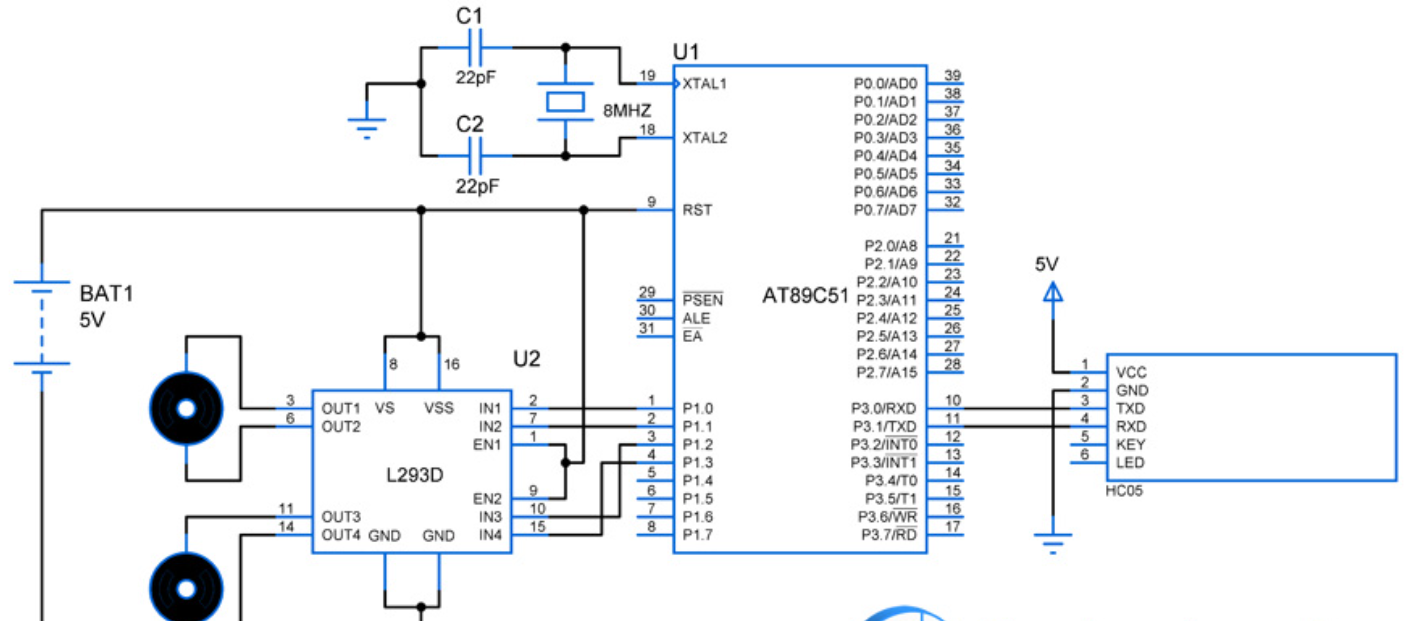 C1
22pF
C2
22pF
8MHZ
U1
19 XTAL1
18 XTAL2
9 RST
29 PSEN
30 ALE
31 EA
1 P1.0
2 P1.1
3 P1.2
4 P1.3
5 P1.4
6 P1.5
7 P1.6
8 P1.7
AT89C51
P0.0/AD0 39
P0.1/AD1 38
P0.2/AD2 37
P0.3/AD3 36
P0.4/AD4 35
P0.5/AD5 34
P0.6/AD6 33
P0.7/AD7 32
P2.0/A8 21
P2.1/A9 22
P2.2/A10 23
P2.3/A11 24
P2.4/A12 25
P2.5/A13 26
P2.6/A14 27
P2.7/A15 28
P3.0/RXD 10
P3.1/TXD 11
P3.2/INT0 12
P3.3/INT1 13
P3.4/T0 14
P3.5/T1 15
P3.6/WR 16
P3.7/RD 17
BAT1
5V
U2
8 16
VS VSS
3 OUT1
6 OUT2
11 OUT3
14 OUT4
L293D
GND GND
IN1 2
IN2 7
EN1 1
EN2 9
IN3 10
IN4 15
5V
1 VCC
2 GND
3 TXD
4 RXD
5 KEY
6 LED
HC05